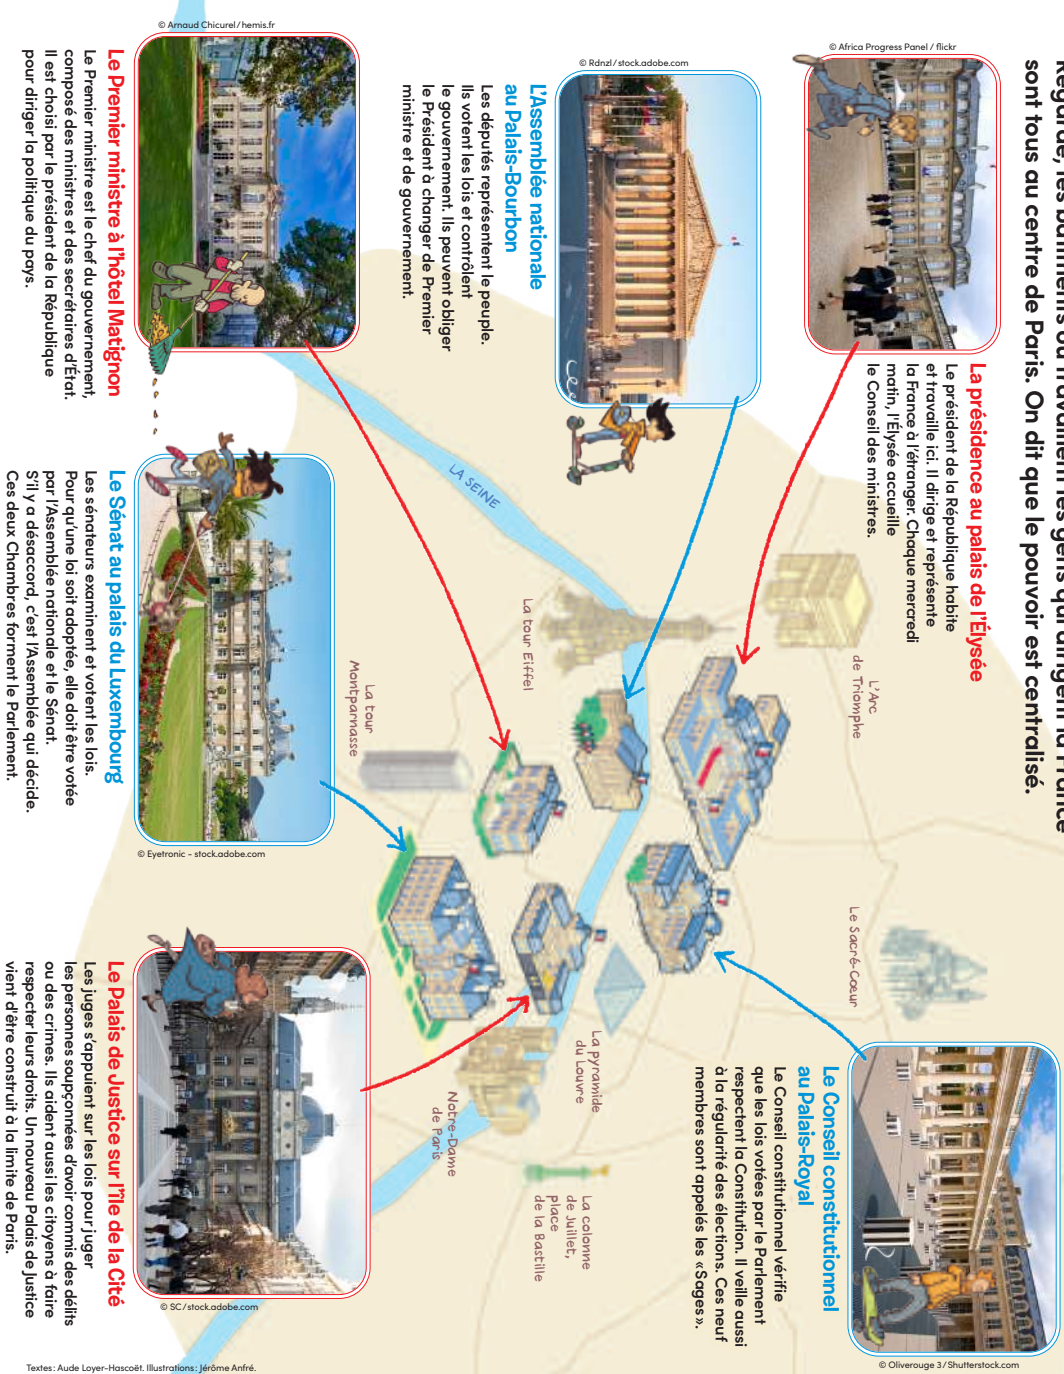 Regarde, les bâtiments où travaillent les gens qui dirigent la France
sont tous au centre de Paris. On dit que le pouvoir est centralisé.
© Africa Progress Panel / flickr
La présidence au palais de l'Élysée
Le président de la République habite
et travaille ici. Il dirige et représente
la France à l'étranger. Chaque mercredi
matin, l'Élysée accueille
le Conseil des ministres.
© Rdnzl / stock.adobe.com
L'Assemblée nationale
au Palais-Bourbon
Les députés représentent le peuple.
Ils votent les lois et contrôlent
le gouvernement. Ils peuvent obliger
le Président à changer de Premier
ministre et de gouvernement.
© Arnaud Chicurel / hemis.fr
Le Premier ministre à l'hôtel Matignon
Le Premier ministre est le chef du gouvernement,
composé des ministres et des secrétaires d'État.
Il est choisi par le président de la République
pour diriger la politique du pays.
Le Sénat au palais du Luxembourg
Les sénateurs examinent et votent les lois.
Pour qu'une loi soit adoptée, elle doit être votée
par l'Assemblée nationale et le Sénat.
S'il y a désaccord, c'est l'Assemblée qui décide.
Ces deux Chambres forment le Parlement.
© Eyetronic - stock.adobe.com
Le Palais de Justice sur l'île de la Cité
Les juges s'appuient sur les lois pour juger
les personnes soupçonnées d'avoir commis des délits
ou des crimes. Ils aident aussi les citoyens à faire
respecter leurs droits. Un nouveau Palais de Justice
vient d'être construit à la limite de Paris.
© SC / stock.adobe.com
Le Conseil constitutionnel
au Palais-Royal
Le Conseil constitutionnel vérifie
que les lois votées par le Parlement
respectent la Constitution. Il veille aussi
à la régularité des élections. Ces neuf
membres sont appelés les « Sages ».
© Oliverouge 3 / Shutterstock.com
LA SEINE
L'Arc
de Triomphe
La tour Eiffel
La tour
Montparnasse
Le Sacré-Cœur
La pyramide
du Louvre
Notre-Dame
de Paris
La colonne
de Juillet,
place
de la Bastille
Textes : Aude Loyer-Hascoët. Illustrations : Jérôme Anfré.